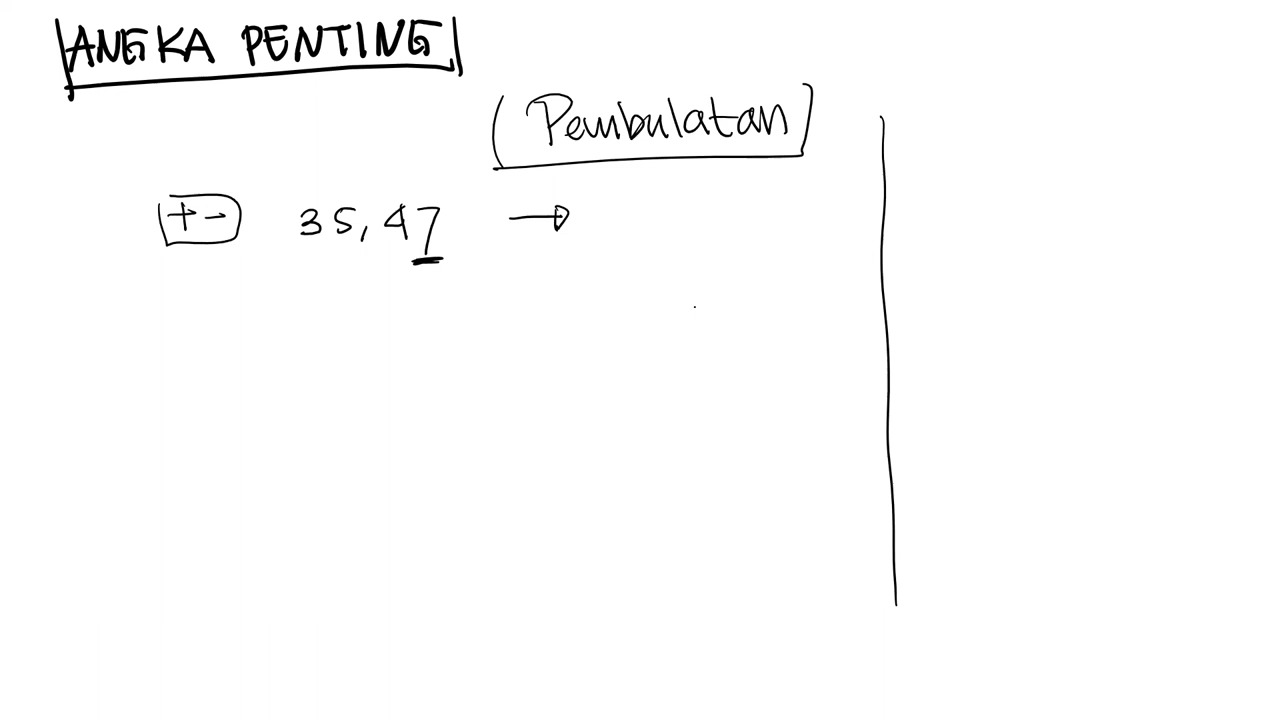 ANGKA PENTING
(Pembulatan)
+ - 35,47 →